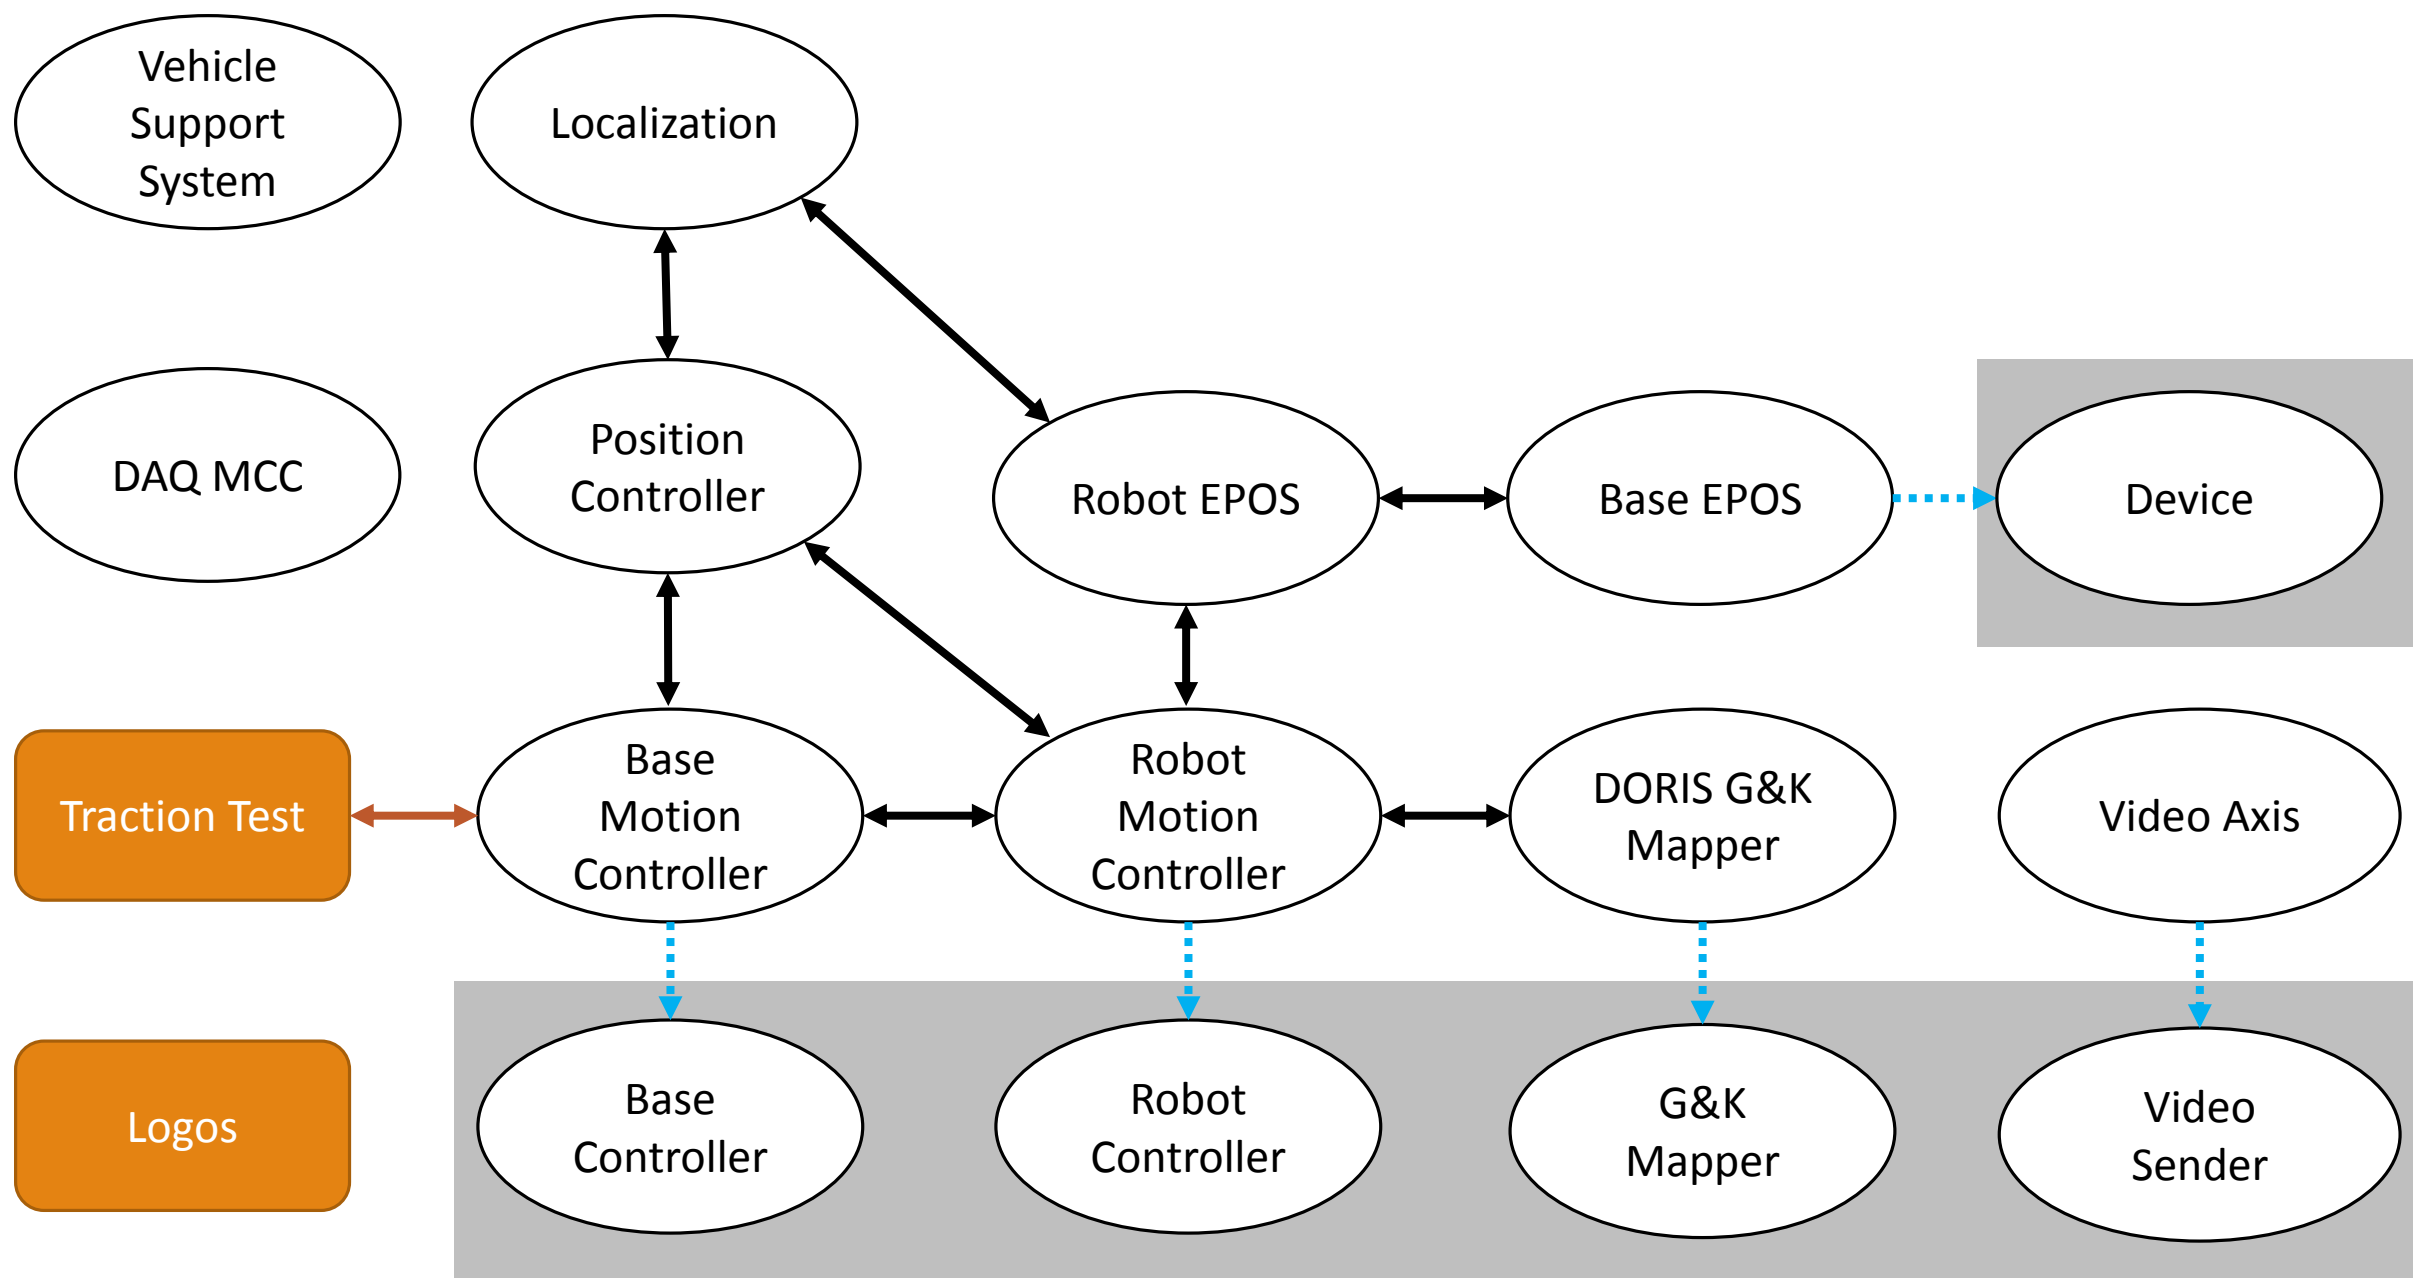 Vehicle
Support
System
Localization
DAQ MCC
Position
Controller
Robot EPOS
Base EPOS
Device
Traction Test
Base
Motion
Controller
Robot
Motion
Controller
DORIS G&K
Mapper
Video Axis
Logos
Base
Controller
Robot
Controller
G&K
Mapper
Video
Sender